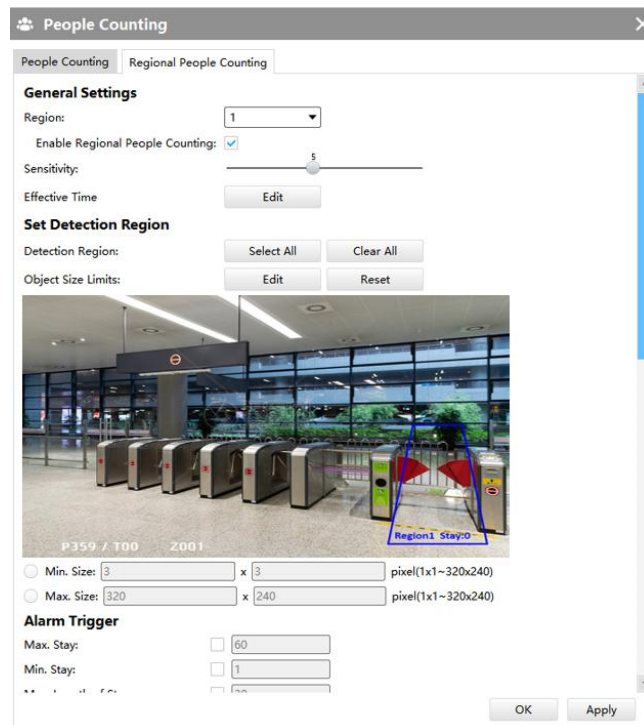 People Counting
People Counting Regional People Counting
General Settings
Region: 1
Enable Regional People Counting:
5
Sensitivity:
Effective Time Edit
Set Detection Region
Detection Region: Select All Clear All
Object Size Limits: Edit Reset
Region1 Stay:0
P359 / T00 Z001
Min. Size: 3 x 3 pixel(1x1~320x240)
Max. Size: 320 x 240 pixel(1x1~320x240)
Alarm Trigger
Max. Stay: 60
Min. Stay: 1
OK Apply